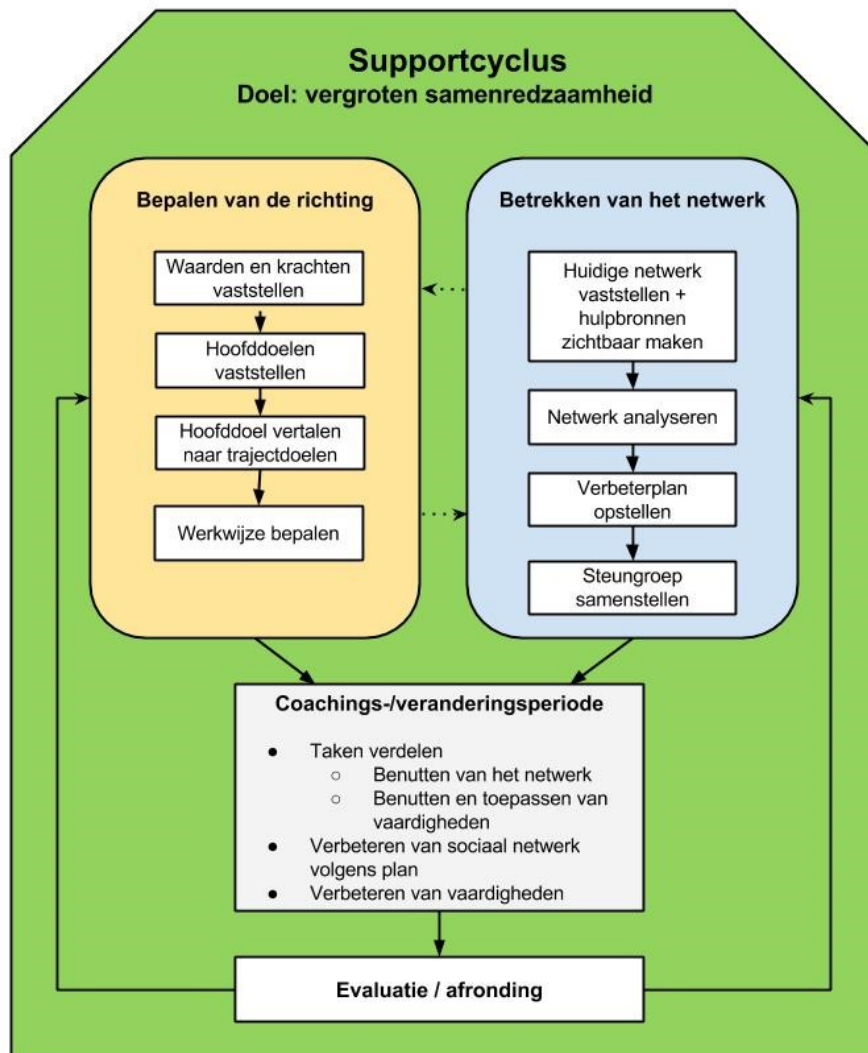 Supportcyclus
Doel: vergroten samenredzaamheid
Bepalen van de richting
Waarden en krachten
vaststellen
Hoofddoelen
vaststellen
Hoofddoel vertalen
naar trajectdoelen
Werkwijze bepalen
Betrekken van het netwerk
Huidige netwerk
vaststellen +
hulpbronnen
zichtbaar maken
Netwerk analyseren
Verbeterplan
opstellen
Steungroep
samenstellen
Coachings-/veranderingsperiode
● Taken verdelen
○ Benutten van het netwerk
○ Benutten en toepassen van
vaardigheden
● Verbeteren van sociaal netwerk
volgens plan
● Verbeteren van vaardigheden
Evaluatie / afronding